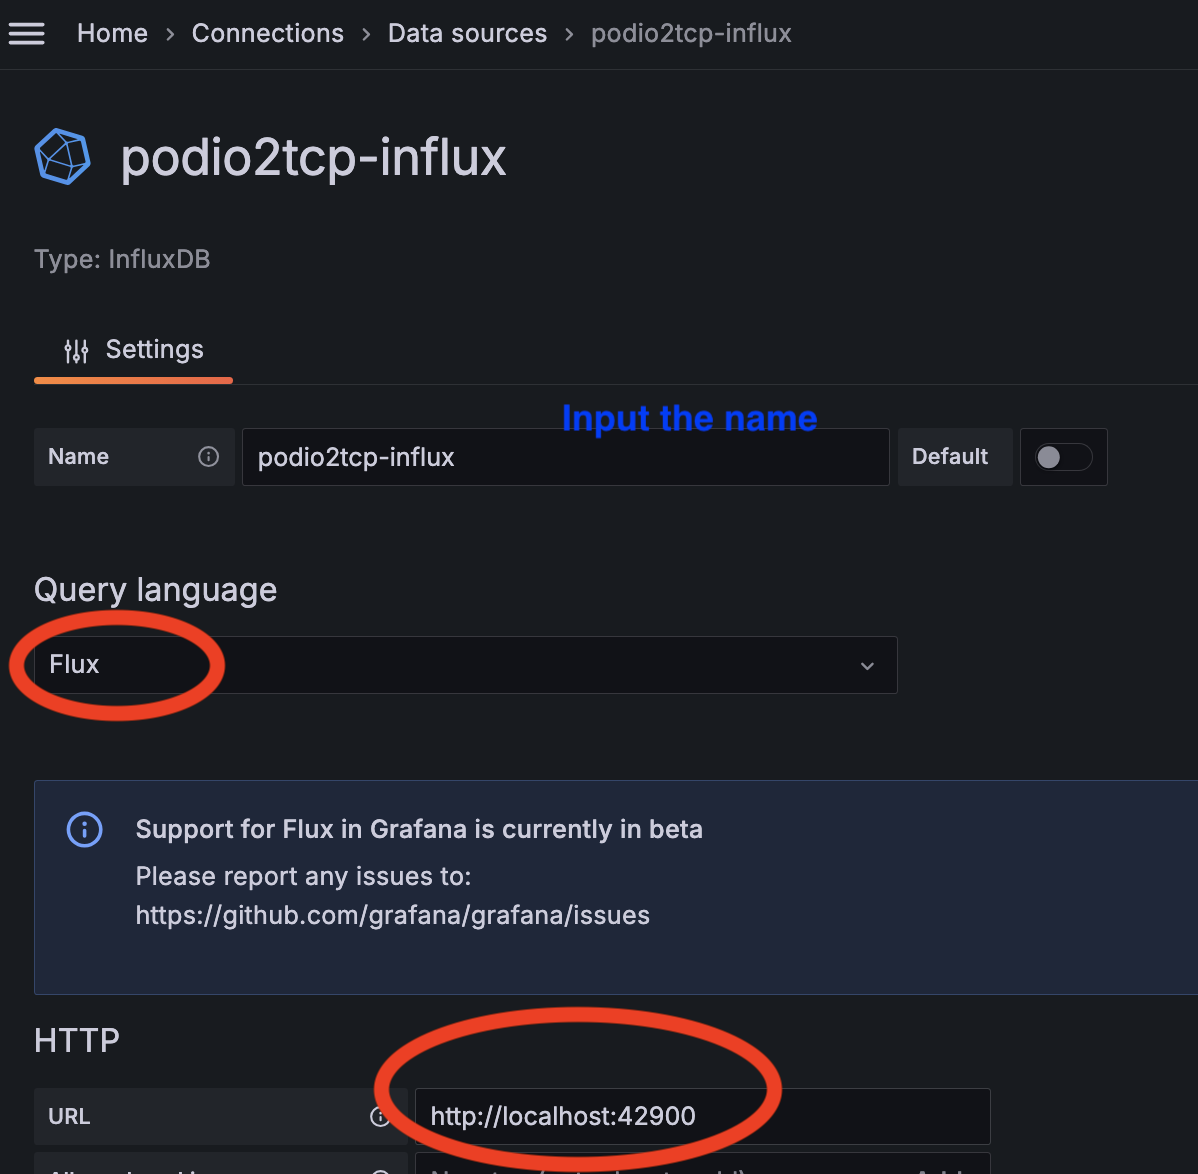 Home › Connections › Data sources › podio2tcp-influx
podio2tcp-influx
Type: InfluxDB
Settings
Input the name
Name podio2tcp-influx Default
Query language
Flux
Support for Flux in Grafana is currently in beta
Please report any issues to:
https://github.com/grafana/grafana/issues
HTTP
URL http://localhost:42900